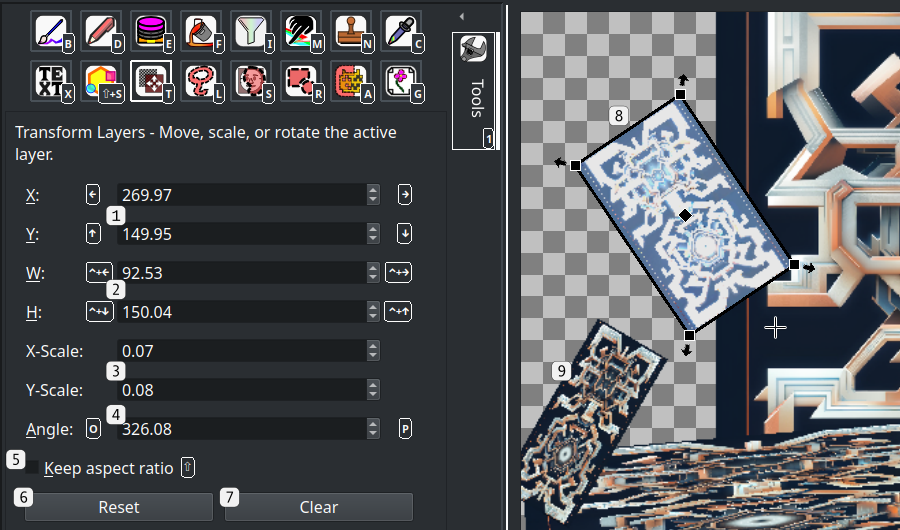 B D E F I M N C
TEXT X ⇧+S T L S R A G
Tools
1
Transform Layers - Move, scale, or rotate the active
layer.
X: ← 269.97 →
1
Y: ↑ 149.95 ↓
W: ^+← 92.53 ^+→
2
H: ^+↓ 150.04 ^+↑
X-Scale: 0.07
3
Y-Scale: 0.08
4
Angle: O 326.08 P
5
Keep aspect ratio ⇧
6 7
Reset Clear
8
9